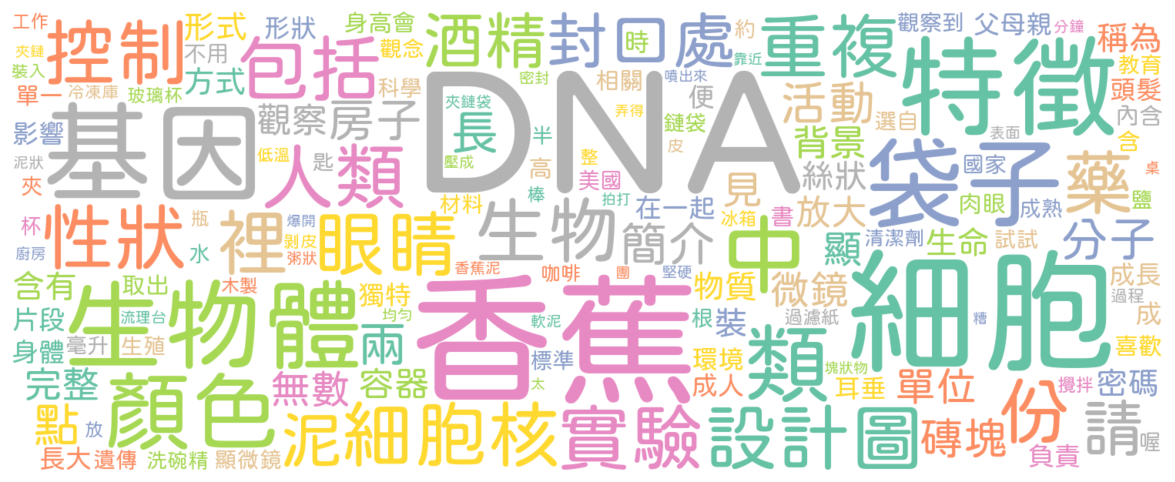 工作 形式 形狀 身高會 酒精 封口處 時 約 重複 觀察到 父母親 分鐘 稱為
夾鏈 控制 不用 包括 觀念 密封 噴出來 靠近 特徵 教育
裝入 方式 科學 相關 便 活動 頭髮
單一 冷凍庫 玻璃杯 夾鏈袋 弄得 鏈袋 選自 內含
影響 基因 觀察 房子 長 半 DNA 皮 背景 表面 含
泥狀 低溫 匙 壓成 高 整 美國 見 絲狀 袋子 國家 藥 桌
夾 人類 材料 棒 拍打 在一起 冰箱 書 放大 肉眼 成熟 鹽
杯 性狀 瓶 裡 爆開 眼睛 生物 簡介 中 顯 清潔劑 生命 試試 分子
廚房 水 剝皮 粥狀 香蕉泥 咖啡 團 堅硬 細胞
含有 取出 木製 獨特 物質 微鏡 成長
片段 生物體 流理台 均勻 香蕉 軟泥 根 裝 過濾紙 糟 過程 成
身體 毫升 生殖 兩 標準 環境 類 塊狀物 喜歡
完整 顏色 無數 容器 太 成人 耳垂 單位 攪拌 密碼
點 放 泥 細胞核 實驗 設計圖 磚塊 份 請 喔
長大 遺傳 洗碗精 顯微鏡 負責